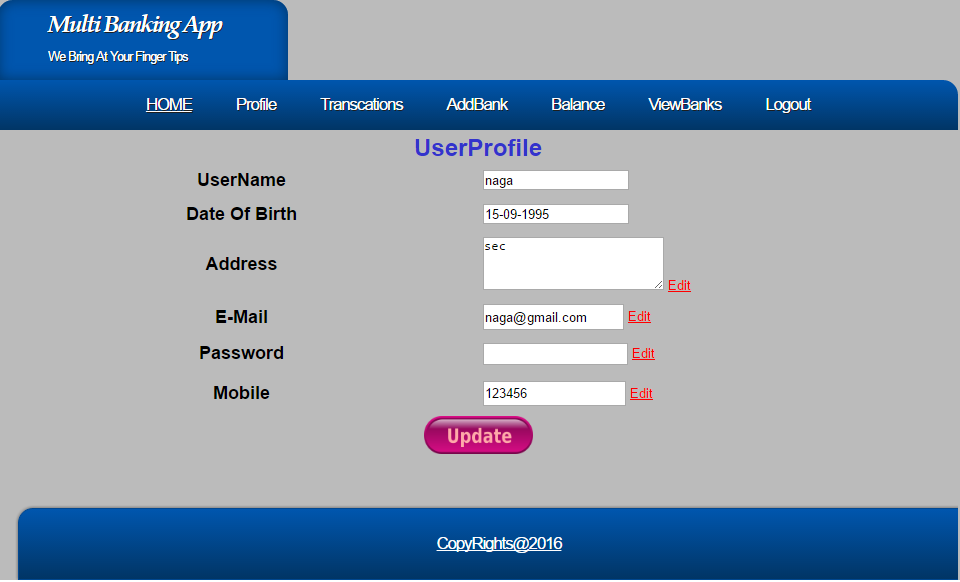 Multi Banking App
We Bring At Your Finger Tips
HOME Profile Transcations AddBank Balance ViewBanks Logout
UserProfile
UserName naga
Date Of Birth 15-09-1995
Address sec Edit
E-Mail naga@gmail.com Edit
Password Edit
Mobile 123456 Edit
Update
CopyRights@2016